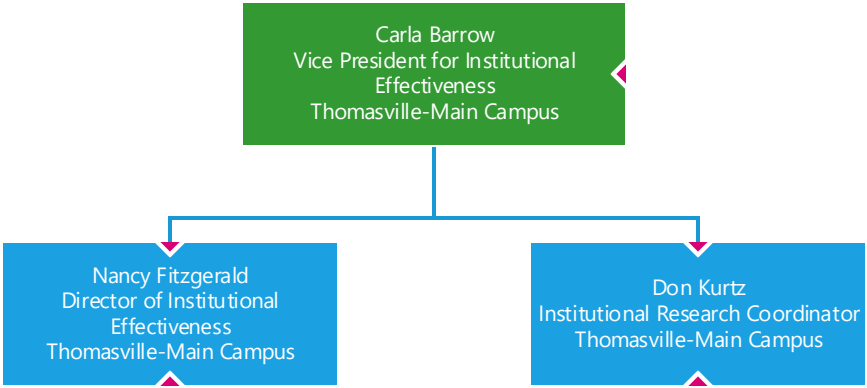 Carla Barrow
Vice President for Institutional
Effectiveness
Thomasville-Main Campus
Nancy Fitzgerald
Director of Institutional
Effectiveness
Thomasville-Main Campus
Don Kurtz
Institutional Research Coordinator
Thomasville-Main Campus